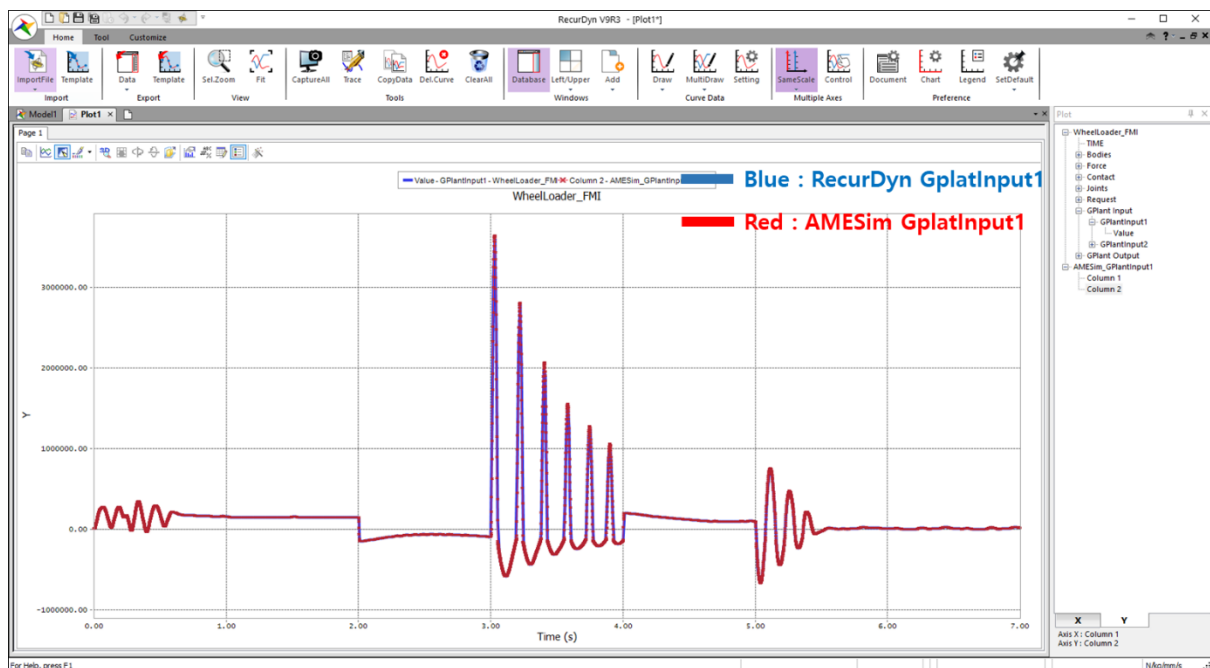 RecurDyn V9R3 - [Plot1*]
Home Tool Customize
ImportFile Template Data Template Sel.Zoom Fit CaptureAll Trace CopyData Del.Curve ClearAll Database Left/Upper Add Draw MultiDraw Setting SameScale Control Document Chart Legend SetDefault
Import Export View Tools Windows Curve Data Multiple Axes Preference
Model1 Plot1
Page 1
Value - GPlantInput1 - WheelLoader_FMI Column 2 - AMESim_GPlantInp
Blue : RecurDyn GplatInput1
WheelLoader_FMI
Red : AMESim GplatInput1
3000000.00
2000000.00
Y
1000000.00
0.00
-1000000.00
0.00 1.00 2.00 3.00 4.00 5.00 6.00 7.00
Time (s)
Plot
WheelLoader_FMI
TIME
Bodies
Force
Contact
Joints
Request
GPlant Input
GPlantInput1
Value
GPlantInput2
GPlant Output
AMESim_GPlantInput1
Column 1
Column 2
X Y
Axis X : Column 1
Axis Y : Column 2
For Help, press F1
N/kg/mm/s